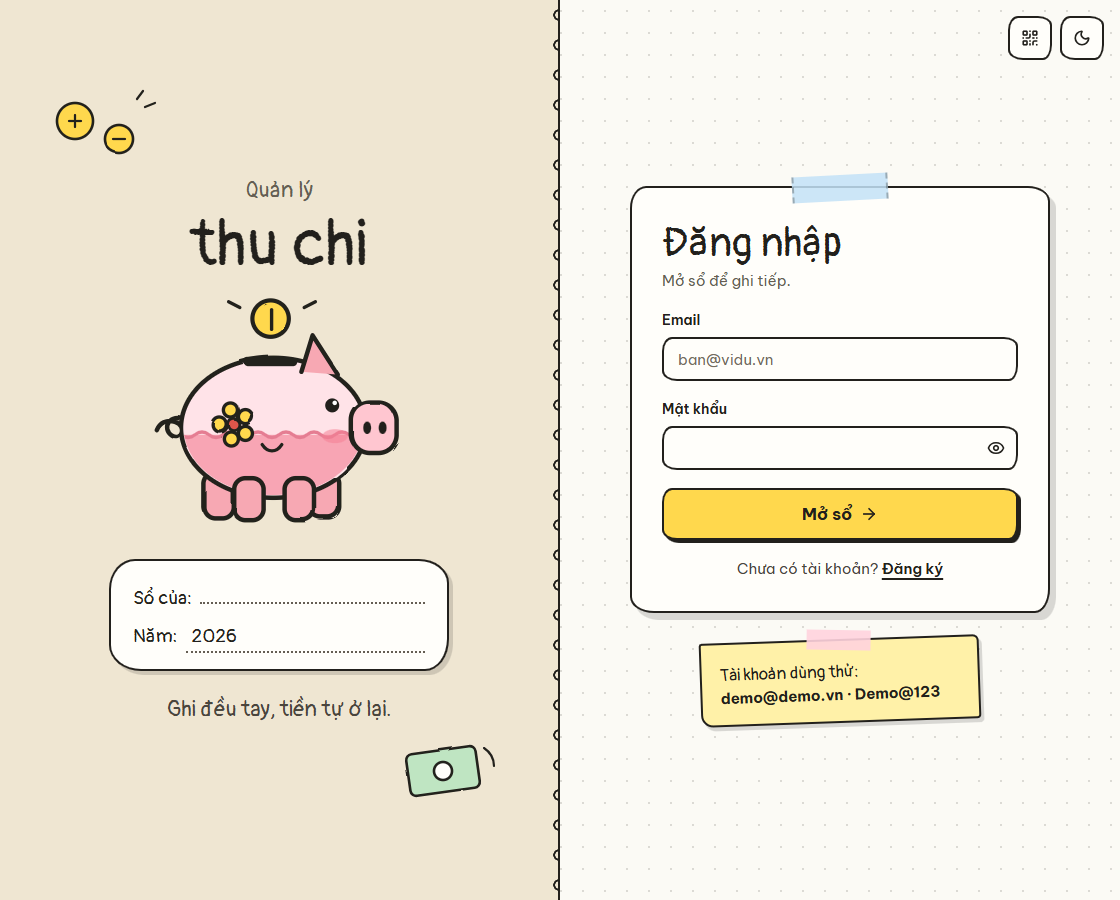 Quản lý
thu chi
Sổ của:
Năm: 2026
Ghi đều tay, tiền tự ở lại.
Đăng nhập
Mở sổ để ghi tiếp.
Email
ban@vidu.vn
Mật khẩu
Mở sổ →
Chưa có tài khoản? Đăng ký
Tài khoản dùng thử:
demo@demo.vn · Demo@123